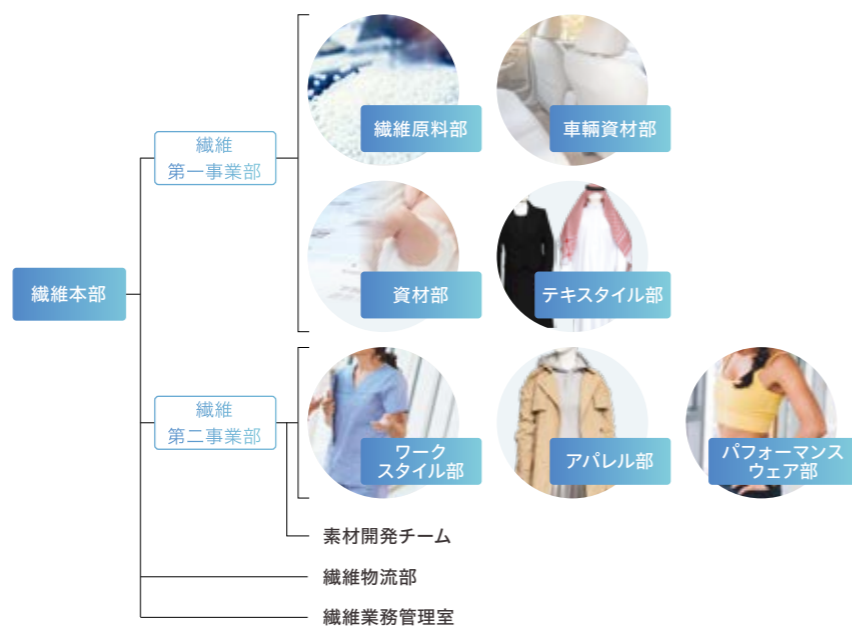 繊維本部
繊維
第一事業部
繊維原料部
車輛資材部
資材部
テキスタイル部
繊維
第二事業部
ワーク
スタイル部
アパレル部
パフォーマンス
ウェア部
素材開発チーム
繊維物流部
繊維業務管理室